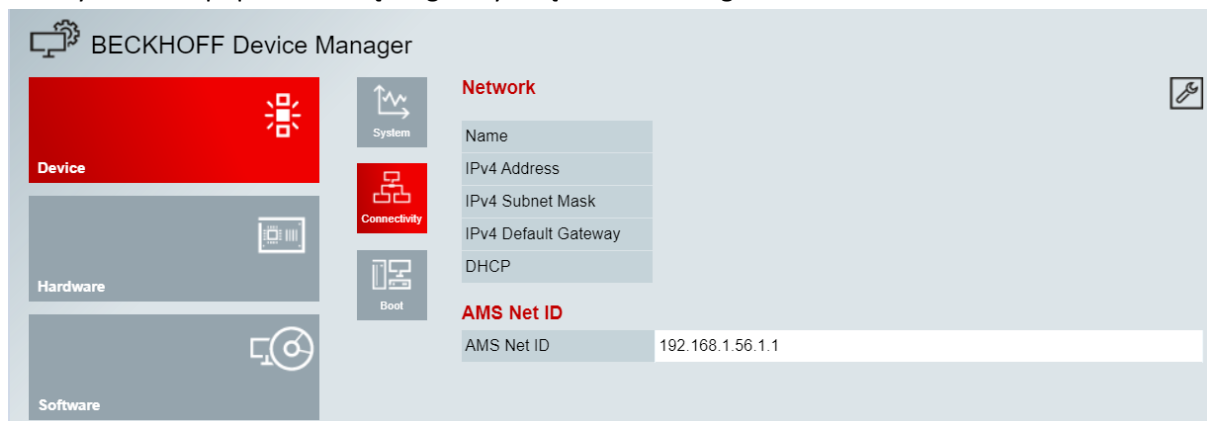 BECKHOFF Device Manager
Device
Hardware
Software
System
Connectivity
Boot
Network
Name
IPv4 Address
IPv4 Subnet Mask
IPv4 Default Gateway
DHCP
AMS Net ID
AMS Net ID 192.168.1.56.1.1